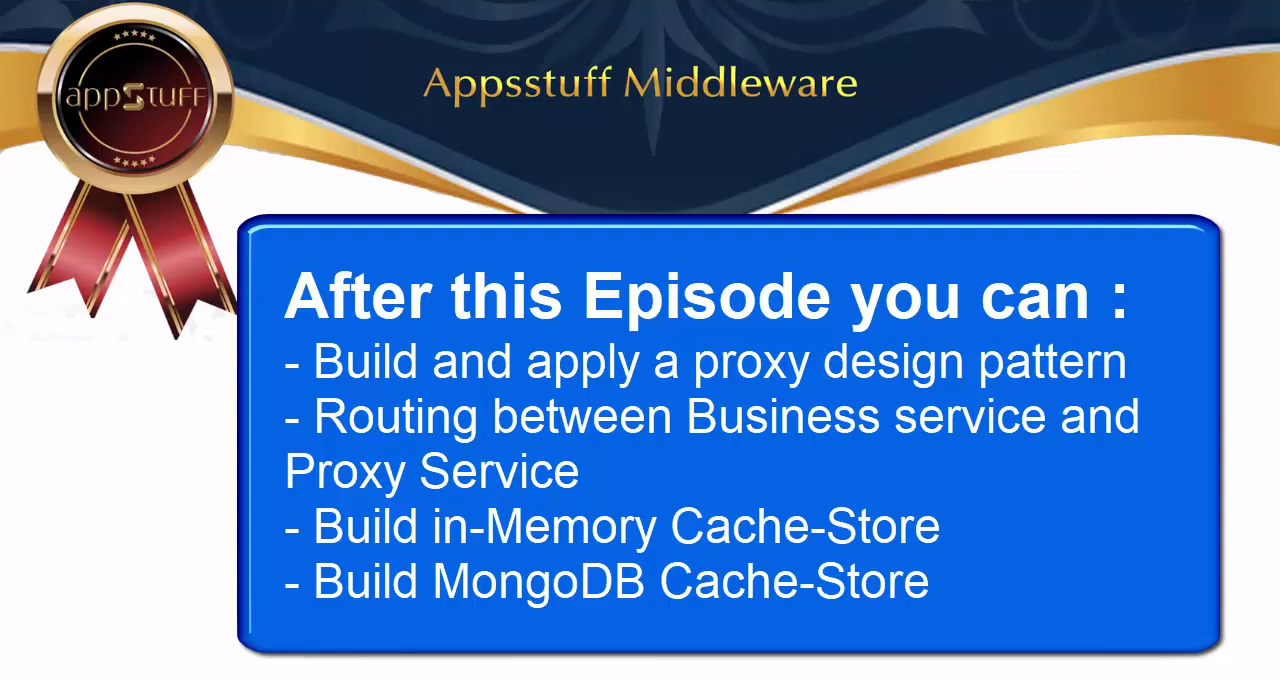 appStuff
Appsstuff Middleware
After this Episode you can :
- Build and apply a proxy design pattern
- Routing between Business service and
Proxy Service
- Build in-Memory Cache-Store
- Build MongoDB Cache-Store